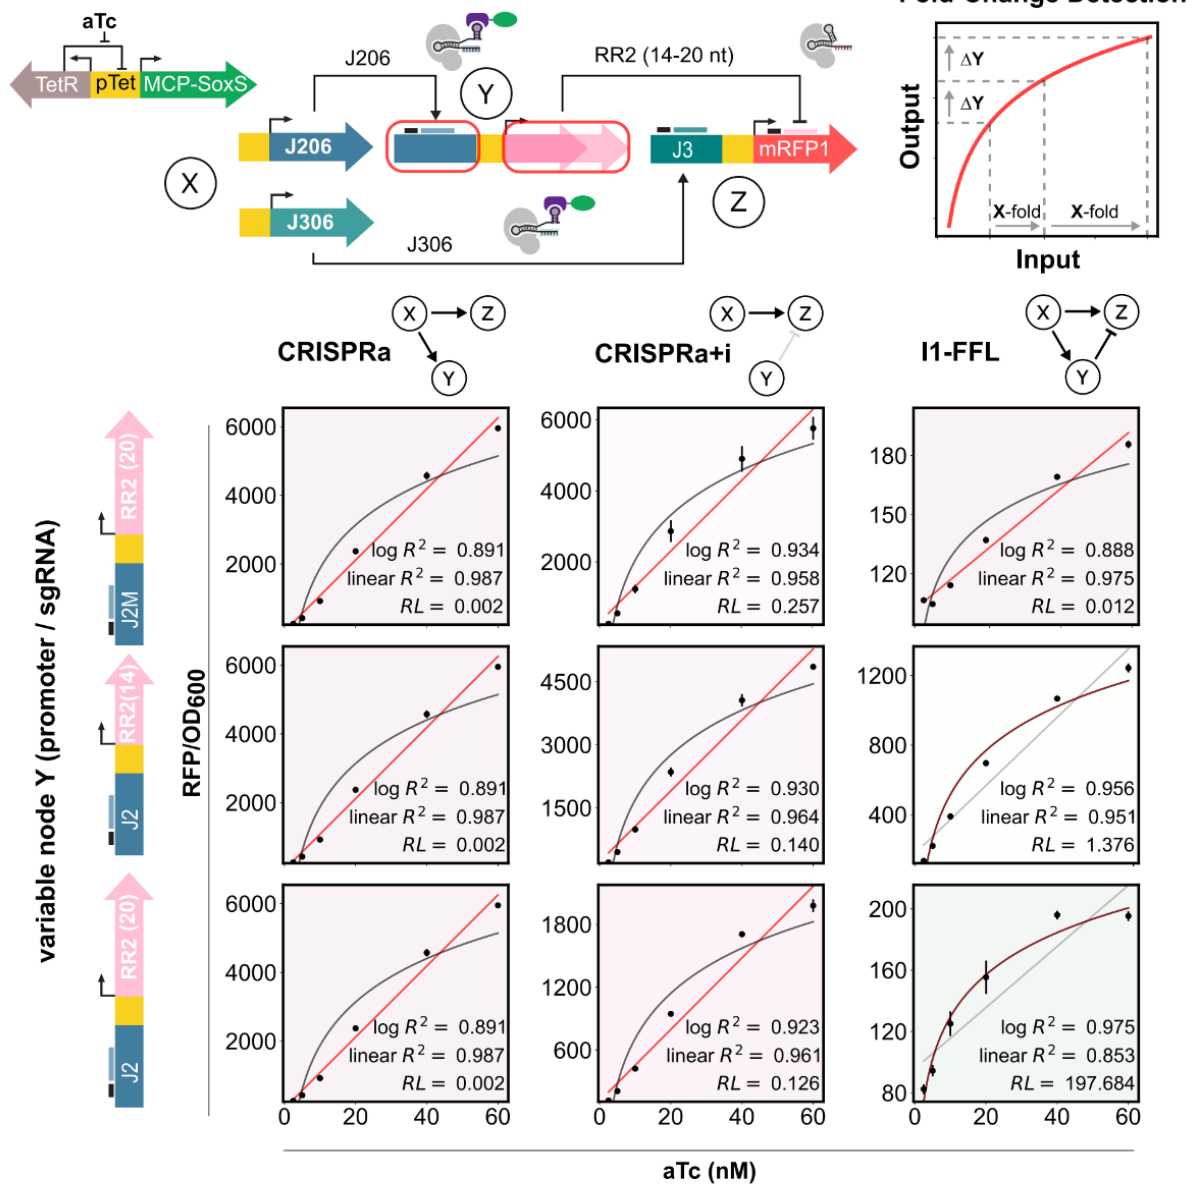 Fold-Change Detection
aTc
TetR
pTet
MCP-SoxS
J206
RR2 (14-20 nt)
Y
X
J206
J3
mRFP1
Z
J306
J306
Output
ΔY
ΔY
X-fold
X-fold
Input
CRISPRa
X
Z
Y
CRISPRa+i
X
Z
Y
I1-FFL
X
Z
Y
variable node Y (promoter / sgRNA)
RFP/OD600
RR2 (20)
J2M
6000
4000
2000
log R² = 0.891
linear R² = 0.987
RL = 0.002
6000
4000
2000
log R² = 0.934
linear R² = 0.958
RL = 0.257
180
150
120
log R² = 0.888
linear R² = 0.975
RL = 0.012
RR2(14)
J2
6000
4000
2000
log R² = 0.891
linear R² = 0.987
RL = 0.002
4500
3000
1500
log R² = 0.930
linear R² = 0.964
RL = 0.140
1200
800
400
log R² = 0.956
linear R² = 0.951
RL = 1.376
RR2 (20)
J2
6000
4000
2000
log R² = 0.891
linear R² = 0.987
RL = 0.002
0 20 40 60
1800
1200
600
log R² = 0.923
linear R² = 0.961
RL = 0.126
0 20 40 60
200
160
120
80
log R² = 0.975
linear R² = 0.853
RL = 197.684
0 20 40 60
aTc (nM)